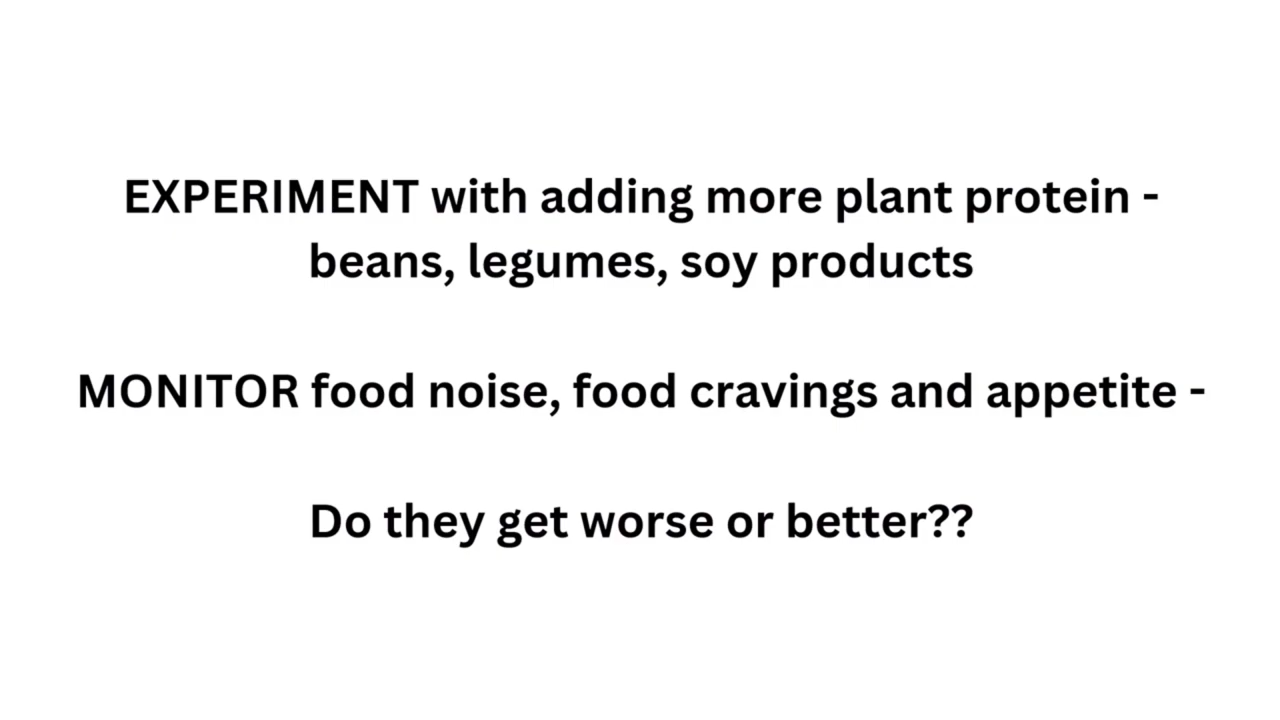 EXPERIMENT with adding more plant protein -
beans, legumes, soy products
MONITOR food noise, food cravings and appetite -
Do they get worse or better??